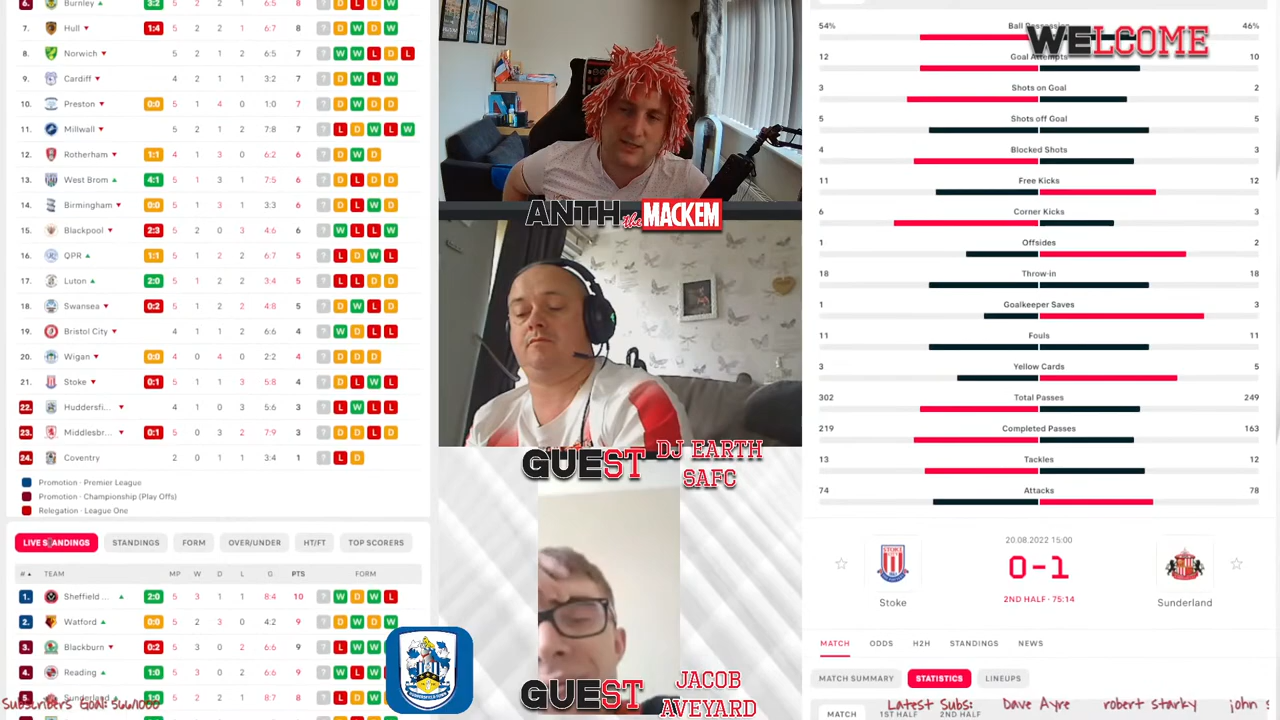 6. Burnley 3:2 5 2 2 1 6:5 8 ? D L D W
7. Hull 1:4 5 2 2 1 6:7 8 ? D W D W
8. Norwich 5 2 1 2 6:5 7 ? W W L D L
9. Cardiff 4 2 1 1 3:2 7 ? D W L W
10. Preston 0:0 5 1 4 0 1:0 7 ? D W D D
11. Millwall 5 2 1 2 7:8 7 ? L D W L W
12. Rotherham 1:1 4 1 3 0 6:2 6 ? D W D
13. West Brom 4:1 5 1 3 1 7:5 6 ? D L D D
14. Birmingham 0:0 5 1 3 1 3:3 6 ? D L W D
15. Blackpool 2:3 5 2 0 3 4:6 6 ? W L L W
16. QPR 1:1 5 1 2 2 6:7 5 ? L D W L
17. Luton 2:0 5 1 2 2 3:4 5 ? L L D D
18. Swansea 0:2 5 1 2 2 4:8 5 ? D W L D
19. Bristol City 4 1 1 2 6:6 4 ? W D L L
20. Wigan 0:0 4 0 4 0 2:2 4 ? D D D
21. Stoke 0:1 5 1 1 3 5:8 4 ? D L W L
22. Huddersfi... 4 1 0 3 5:6 3 ? L W L L
23. Middlesbr... 0:1 5 0 3 2 7:9 3 ? D D L D
24. Coventry 2 0 1 1 3:4 1 ? L D
Promotion - Premier League
Promotion - Championship (Play Offs)
Relegation - League One
LIVE STANDINGS STANDINGS FORM OVER/UNDER HT/FT TOP SCORERS
# TEAM MP W D L G PTS FORM
1. Sheffield ... 2:0 5 3 1 1 8:4 10 ? W D W L
2. Watford 0:0 5 2 3 0 4:2 9 ? D W D W
3. Blackburn 0:2 5 3 0 2 6:6 9 ? L W W
4. Reading 1:0 5 3 0 2 6:6 9 ? W L W
5. Sunderland 1:0 5 2 2 8:7 8 ? L D W
Subscribers Goal: 566/1000
ANTH the MACKEM
GUEST DJ EARTH
SAFC
GUEST JACOB
AVEYARD
WELCOME
54% Ball Possession 46%
12 Goal Attempts 10
3 Shots on Goal 2
5 Shots off Goal 5
4 Blocked Shots 3
11 Free Kicks 12
6 Corner Kicks 3
1 Offsides 2
18 Throw-in 18
1 Goalkeeper Saves 3
11 Fouls 11
3 Yellow Cards 5
302 Total Passes 249
219 Completed Passes 163
13 Tackles 12
74 Attacks 78
20.08.2022 15:00
0-1
2ND HALF - 75:14
Stoke Sunderland
MATCH ODDS H2H STANDINGS NEWS
MATCH SUMMARY STATISTICS LINEUPS
MATCH 1ST HALF 2ND HALF
Latest Subs: Dave Ayre robert starky john s